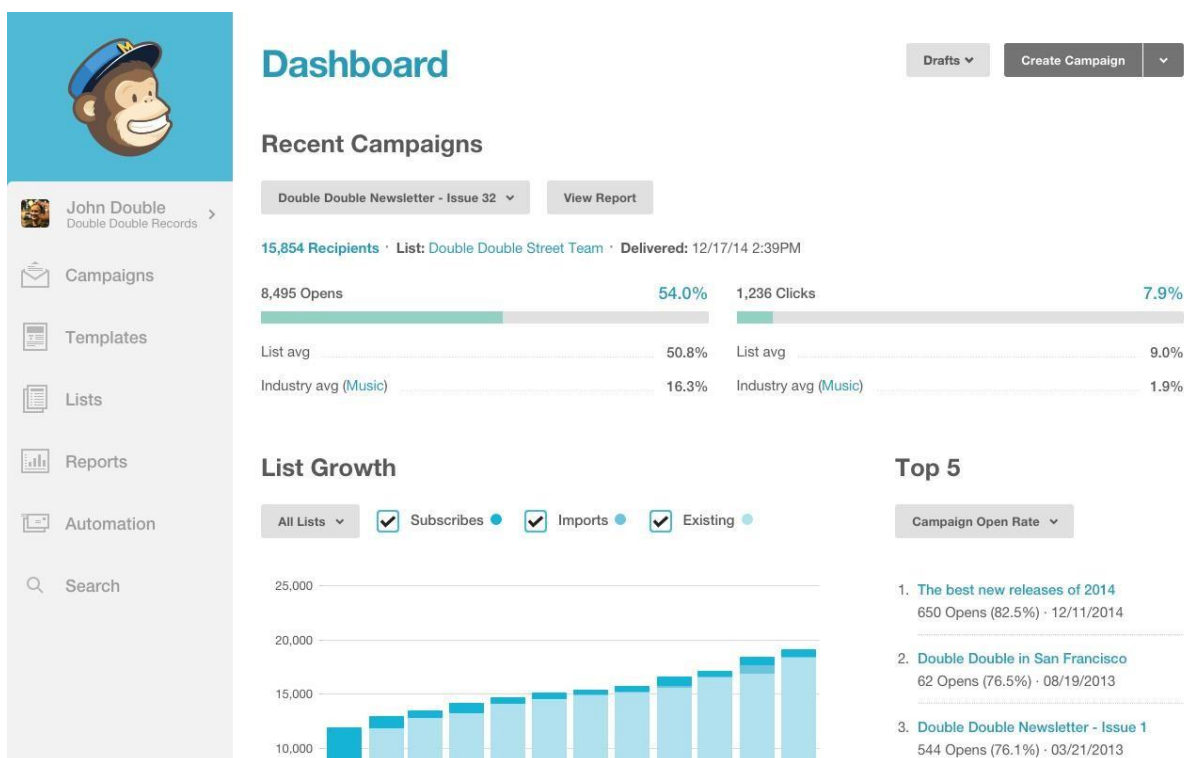 M
Dashboard
Drafts
Create Campaign
Recent Campaigns
Double Double Newsletter - Issue 32
View Report
John Double
Double Double Records
15,854 Recipients · List: Double Double Street Team · Delivered: 12/17/14 2:39PM
Campaigns
8,495 Opens 54.0%
1,236 Clicks 7.9%
Templates
List avg 50.8%
List avg 9.0%
Industry avg (Music) 16.3%
Industry avg (Music) 1.9%
Lists
Reports
Automation
Search
List Growth
All Lists
Subscribes
Imports
Existing
25,000
20,000
15,000
10,000
Top 5
Campaign Open Rate
1. The best new releases of 2014
650 Opens (82.5%) · 12/11/2014
2. Double Double in San Francisco
62 Opens (76.5%) · 08/19/2013
3. Double Double Newsletter - Issue 1
544 Opens (76.1%) · 03/21/2013